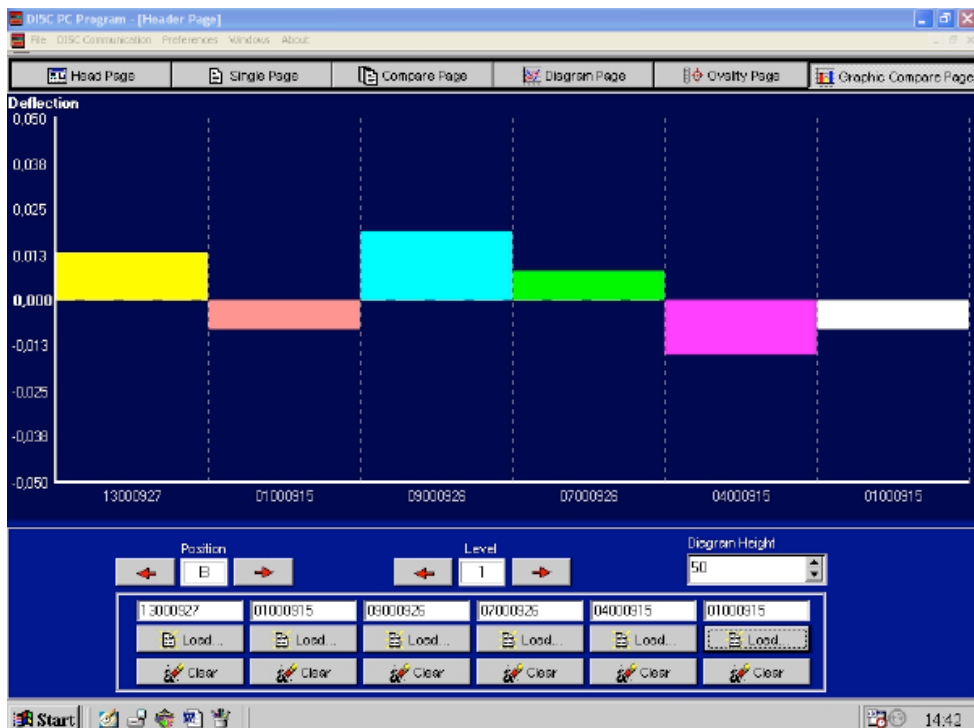 DISC PC Program - [Header Page]
File DISC Communication Preferences Windows About
Head Page Single Page Compare Page Diagram Page Ovality Page Graphic Compare Page
Deflection
0,050
0,038
0,025
0,013
0,000
-0,013
-0,025
-0,038
-0,050
13000927 01000915 09000926 07000926 04000915 01000915
Position Level Diagram Height
B 1 50
13000927 01000915 09000926 07000926 04000915 01000915
Load... Load... Load... Load... Load... Load...
Clear Clear Clear Clear Clear Clear
Start 14:42